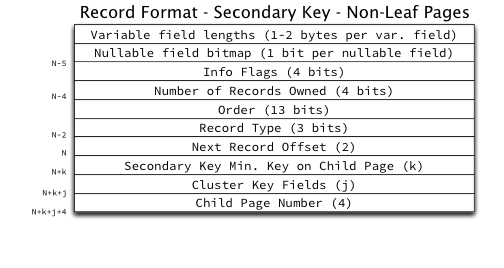 Record Format - Secondary Key - Non-Leaf Pages
Variable field lengths (1-2 bytes per var. field)
Nullable field bitmap (1 bit per nullable field)
N-5
Info Flags (4 bits)
Number of Records Owned (4 bits)
N-4
Order (13 bits)
Record Type (3 bits)
N-2
Next Record Offset (2)
N
Secondary Key Min. Key on Child Page (k)
N+k
Cluster Key Fields (j)
N+k+j
Child Page Number (4)
N+k+j+4